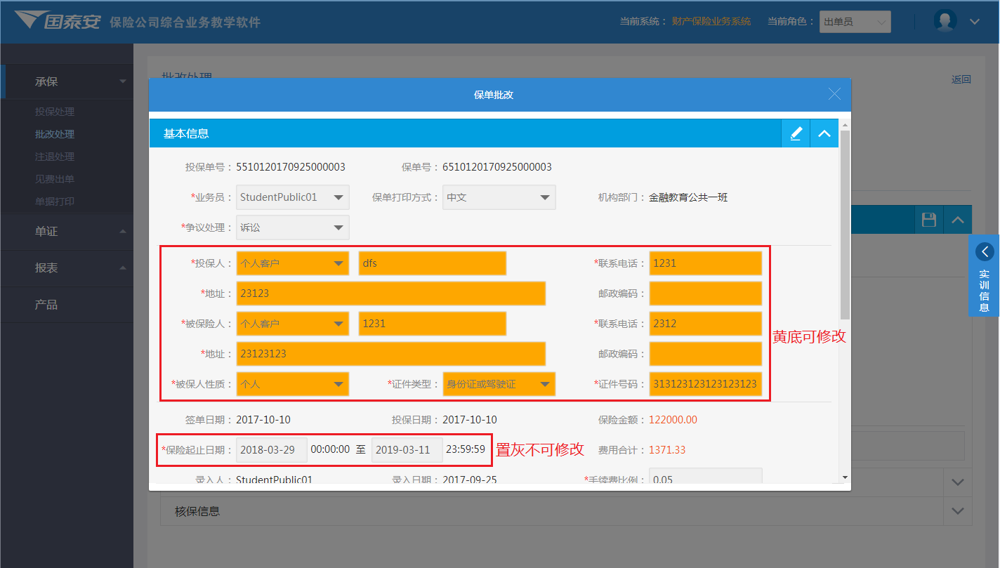 国泰安 保险公司综合业务教学软件
当前系统： 财产保险业务系统 当前角色： 出单员
承保
投保处理
批改处理
注退处理
见费出单
单据打印
单证
报表
产品
批改处理
返回
保单批改
基本信息
投保单号： 5510120170925000003 保单号： 6510120170925000003
*业务员： StudentPublic01 保单打印方式： 中文 机构部门： 金融教育公共一班
*争议处理： 诉讼
*投保人： 个人客户 dfs *联系电话： 1231
*地址： 23123 邮政编码：
*被保险人： 个人客户 1231 *联系电话： 2312
*地址： 23123123 邮政编码：
黄底可修改
*被保人性质： 个人 *证件类型： 身份证或驾驶证 *证件号码： 313123123123123123
签单日期： 2017-10-10 投保日期： 2017-10-10 保险金额： 122000.00
*保险起止日期： 2018-03-29 00:00:00 至 2019-03-11 23:59:59 置灰不可修改 费用合计： 1371.33
录入人： StudentPublic01 录入日期： 2017-09-25 *手续费比例： 0.05
核保信息
实训信息